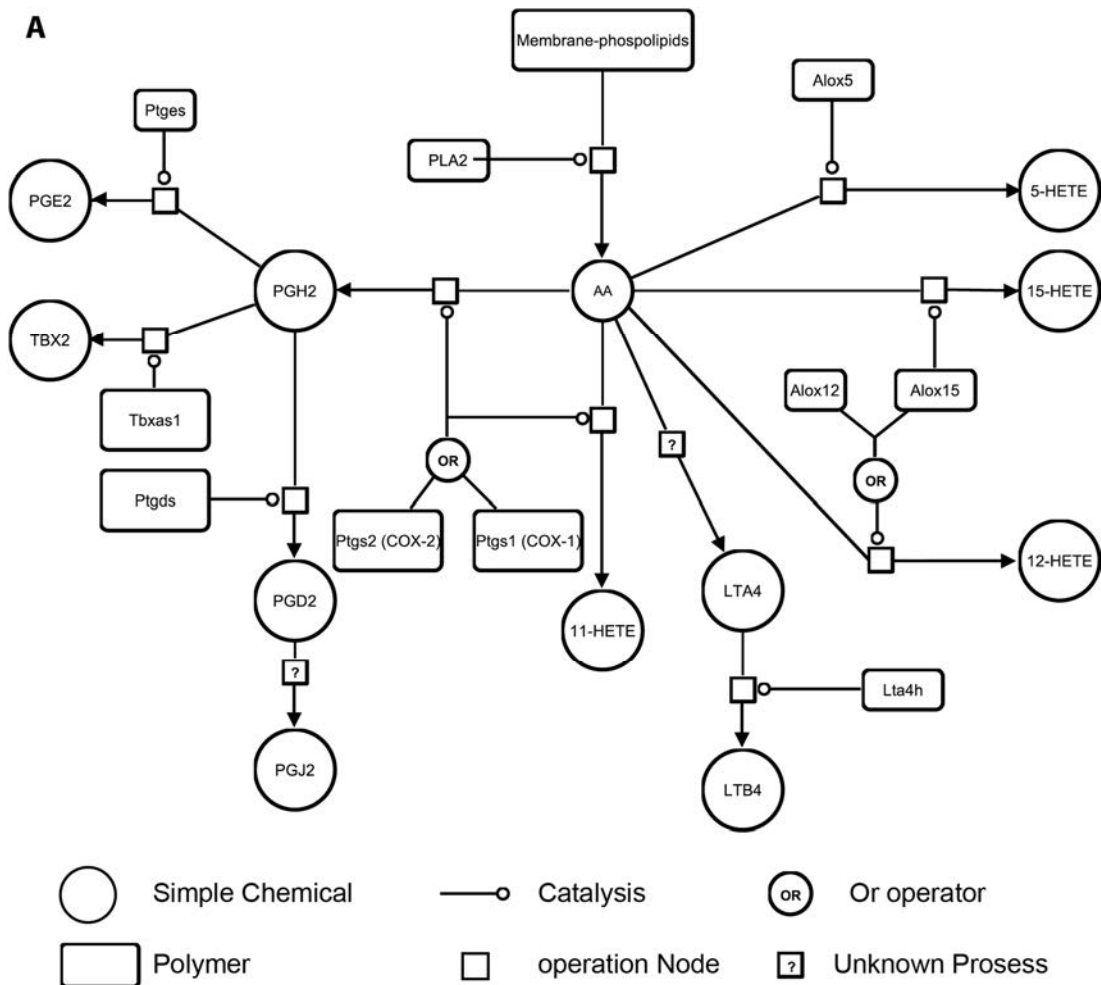 A
Membrane-phospolipids
Alox5
Ptges
PLA2
PGE2
5-HETE
PGH2
AA
15-HETE
TBX2
Alox12
Alox15
Tbxas1
OR
OR
Ptgds
Ptgs2 (COX-2)
Ptgs1 (COX-1)
?
12-HETE
PGD2
LTA4
11-HETE
?
Lta4h
PGJ2
LTB4
Simple Chemical
Catalysis
OR
Or operator
Polymer
operation Node
?
Unknown Prosess